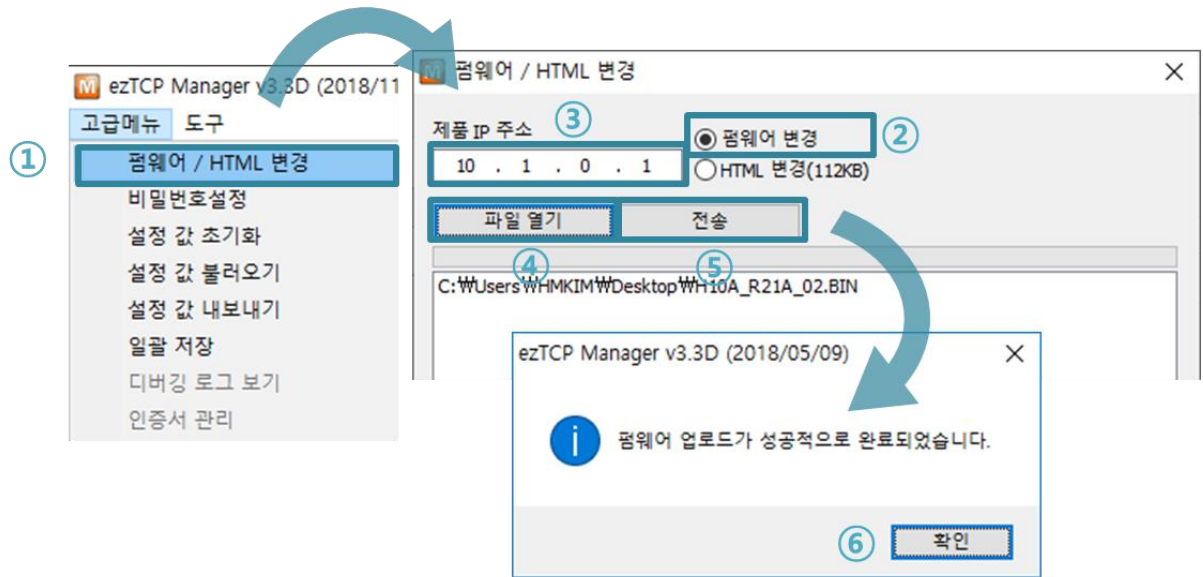 ezTCP Manager v3.3D (2018/11
고급메뉴 도구
①
펌웨어 / HTML 변경
비밀번호설정
설정 값 초기화
설정 값 불러오기
설정 값 내보내기
일괄 저장
디버깅 로그 보기
인증서 관리
펌웨어 / HTML 변경
제품 IP 주소 ③
펌웨어 변경 ②
10 . 1 . 0 . 1
HTML 변경(112KB)
파일 열기 전송
④ ⑤
C:₩Users₩HMKIM₩Desktop₩H10A_R21A_02.BIN
ezTCP Manager v3.3D (2018/05/09)
펌웨어 업로드가 성공적으로 완료되었습니다.
⑥ 확인